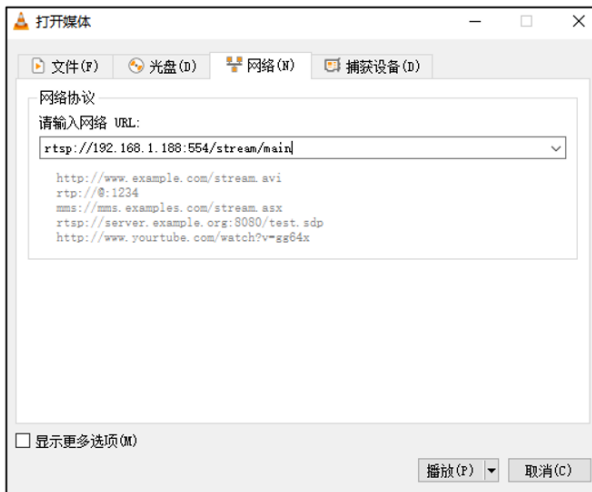 打开媒体
文件(F) 光盘(D) 网络(N) 捕获设备(D)
网络协议
请输入网络 URL:
rtsp://192.168.1.188:554/stream/main
http://www.example.com/stream.avi
rtp://@:1234
mms://mms.examples.com/stream.asx
rtsp://server.example.org:8080/test.sdp
http://www.yourtube.com/watch?v=gg64x
显示更多选项(M)
播放(P) 取消(C)